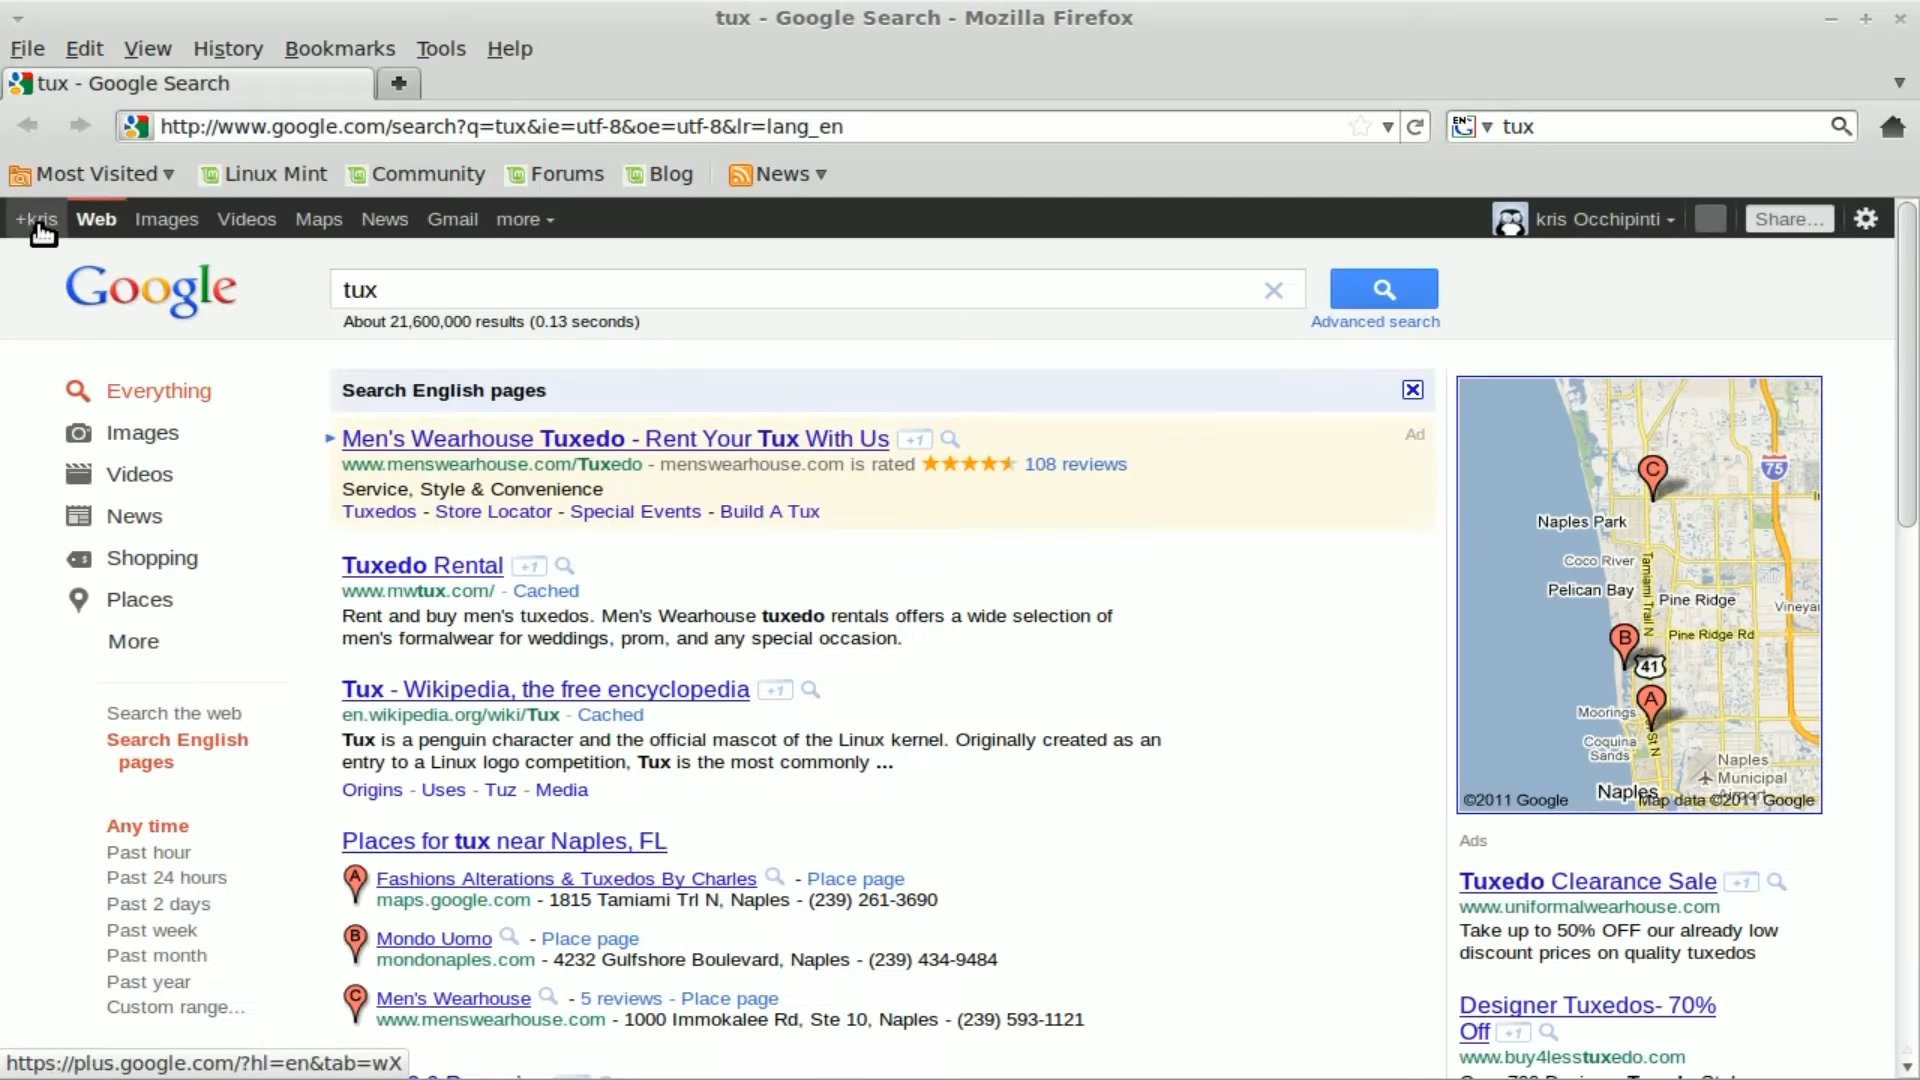 tux - Google Search - Mozilla Firefox
File Edit View History Bookmarks Tools Help
tux - Google Search
http://www.google.com/search?q=tux&ie=utf-8&oe=utf-8&lr=lang_en
EN tux
Most Visited Linux Mint Community Forums Blog News
+kris Web Images Videos Maps News Gmail more
kris Occhipinti Share...
Google
tux
About 21,600,000 results (0.13 seconds)
Advanced search
Everything
Images
Videos
News
Shopping
Places
More
Search the web
Search English
pages
Any time
Past hour
Past 24 hours
Past 2 days
Past week
Past month
Past year
Custom range...
Search English pages
Men's Wearhouse Tuxedo - Rent Your Tux With Us +1
Ad
www.menswearhouse.com/Tuxedo - menswearhouse.com is rated 108 reviews
Service, Style & Convenience
Tuxedos - Store Locator - Special Events - Build A Tux
Tuxedo Rental +1
www.mwtux.com/ - Cached
Rent and buy men's tuxedos. Men's Wearhouse tuxedo rentals offers a wide selection of
men's formalwear for weddings, prom, and any special occasion.
Tux - Wikipedia, the free encyclopedia +1
en.wikipedia.org/wiki/Tux - Cached
Tux is a penguin character and the official mascot of the Linux kernel. Originally created as an
entry to a Linux logo competition, Tux is the most commonly ...
Origins - Uses - Tuz - Media
Places for tux near Naples, FL
A Fashions Alterations & Tuxedos By Charles - Place page
maps.google.com - 1815 Tamiami Trl N, Naples - (239) 261-3690
B Mondo Uomo - Place page
mondonaples.com - 4232 Gulfshore Boulevard, Naples - (239) 434-9484
C Men's Wearhouse - 5 reviews - Place page
www.menswearhouse.com - 1000 Immokalee Rd, Ste 10, Naples - (239) 593-1121
C
75
Naples Park
Coco River
Tamiami Trail N
Pelican Bay
Pine Ridge
Pine Ridge Rd
B
41
A
Moorings
Coquina
Sands
St N
Naples
Municipal
Naples
©2011 Google
Map data ©2011 Google
Ads
Tuxedo Clearance Sale +1
www.uniformalwearhouse.com
Take up to 50% OFF our already low
discount prices on quality tuxedos
Designer Tuxedos- 70%
Off +1
www.buy4lesstuxedo.com
https://plus.google.com/?hl=en&tab=wX